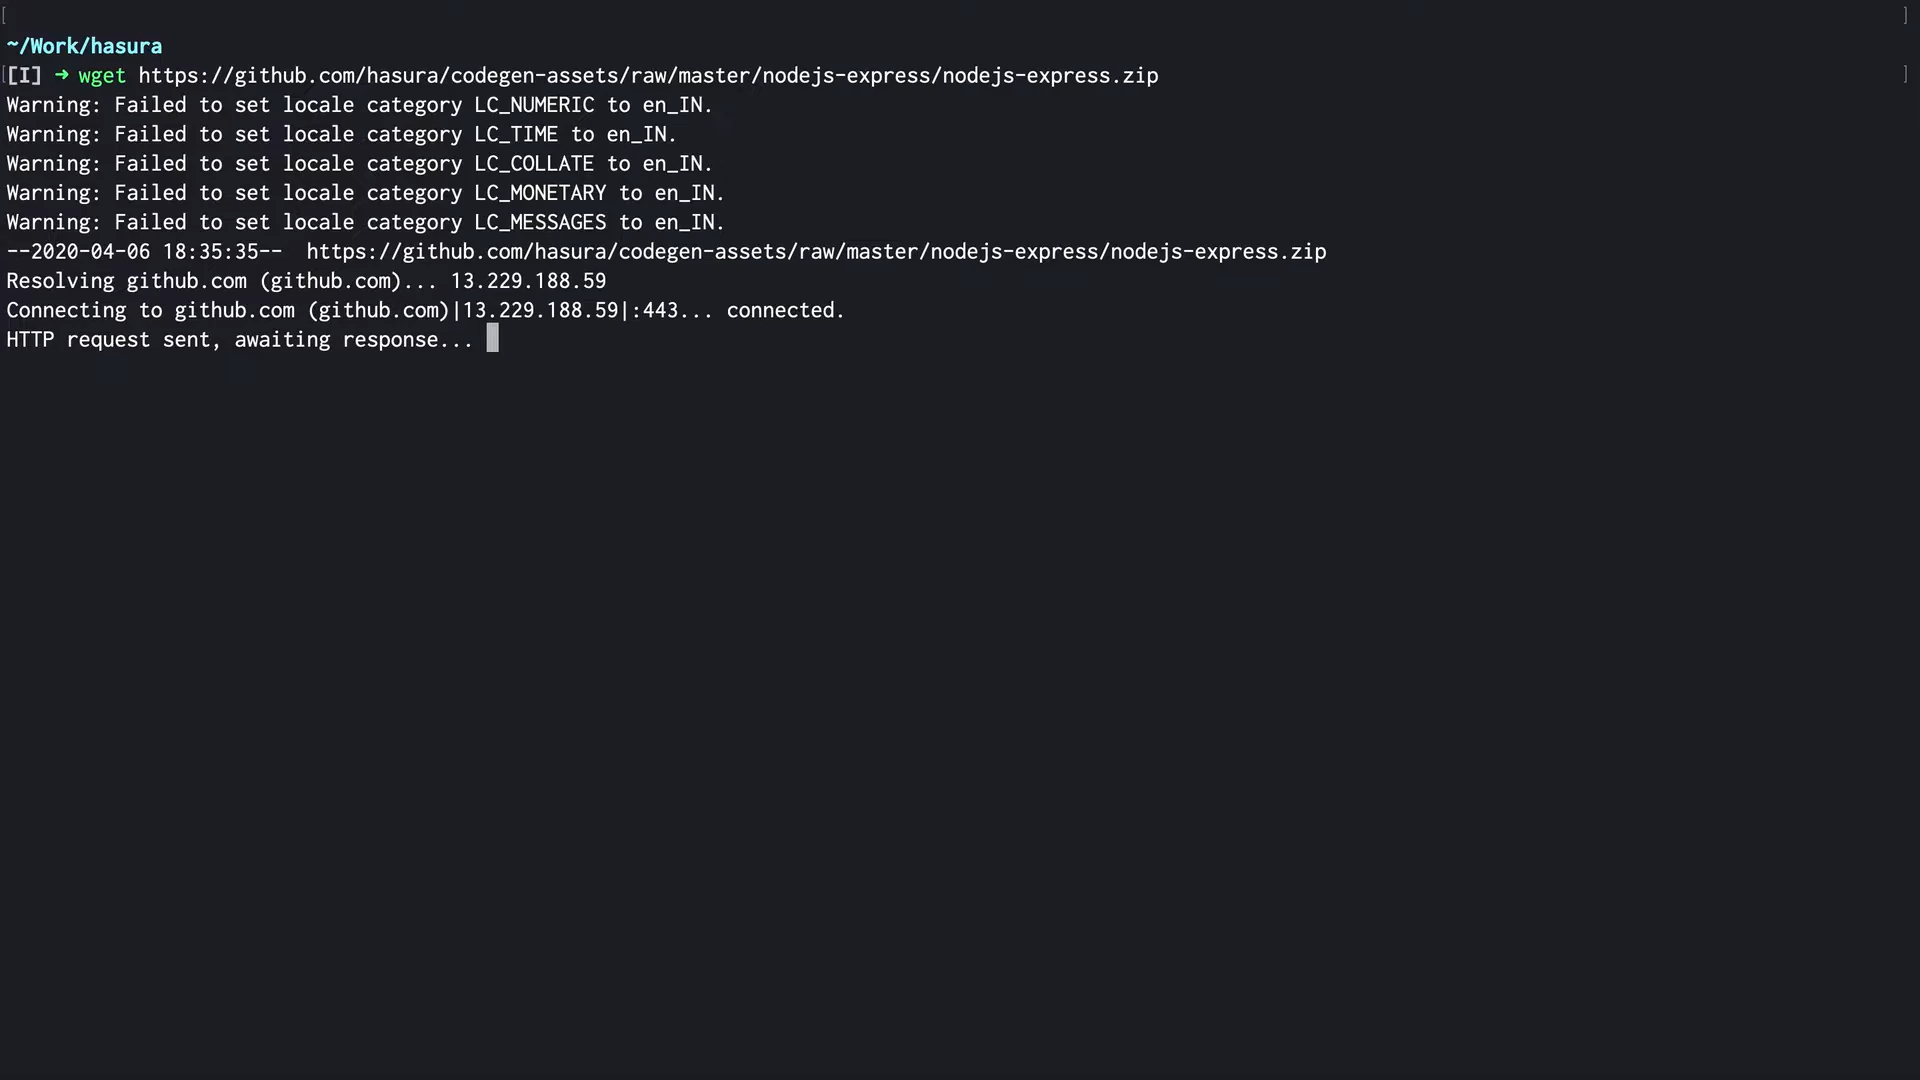 [ ]
~/Work/hasura
[[I] ➜ wget https://github.com/hasura/codegen-assets/raw/master/nodejs-express/nodejs-express.zip ]
Warning: Failed to set locale category LC_NUMERIC to en_IN.
Warning: Failed to set locale category LC_TIME to en_IN.
Warning: Failed to set locale category LC_COLLATE to en_IN.
Warning: Failed to set locale category LC_MONETARY to en_IN.
Warning: Failed to set locale category LC_MESSAGES to en_IN.
--2020-04-06 18:35:35--  https://github.com/hasura/codegen-assets/raw/master/nodejs-express/nodejs-express.zip
Resolving github.com (github.com)... 13.229.188.59
Connecting to github.com (github.com)|13.229.188.59|:443... connected.
HTTP request sent, awaiting response...